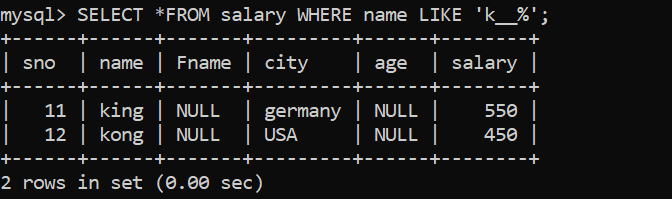 mysql> SELECT *FROM salary WHERE name LIKE 'k__%';
+------+------+-------+---------+------+--------+
| sno  | name | Fname | city    | age  | salary |
+------+------+-------+---------+------+--------+
|   11 | king | NULL  | germany | NULL |    550 |
|   12 | kong | NULL  | USA     | NULL |    450 |
+------+------+-------+---------+------+--------+
2 rows in set (0.00 sec)